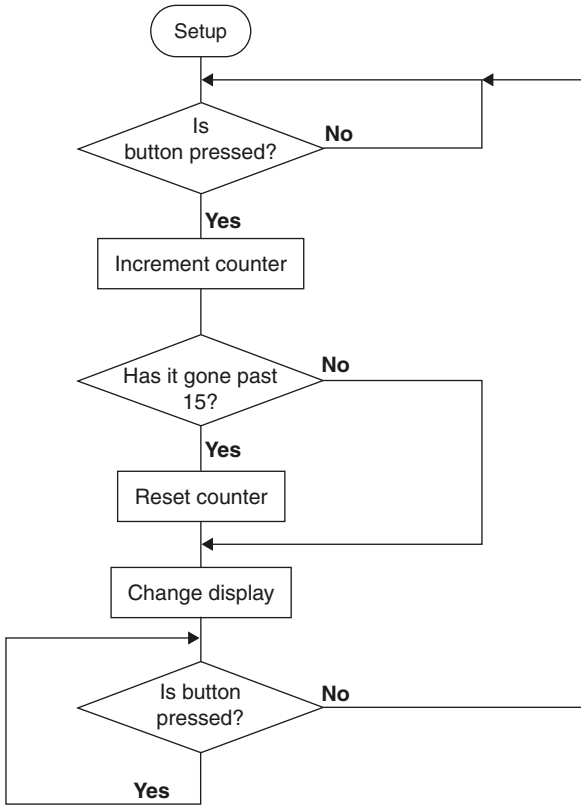 Setup
Is
button pressed?
No
Yes
Increment counter
Has it gone past
15?
No
Yes
Reset counter
Change display
Is button
pressed?
No
Yes